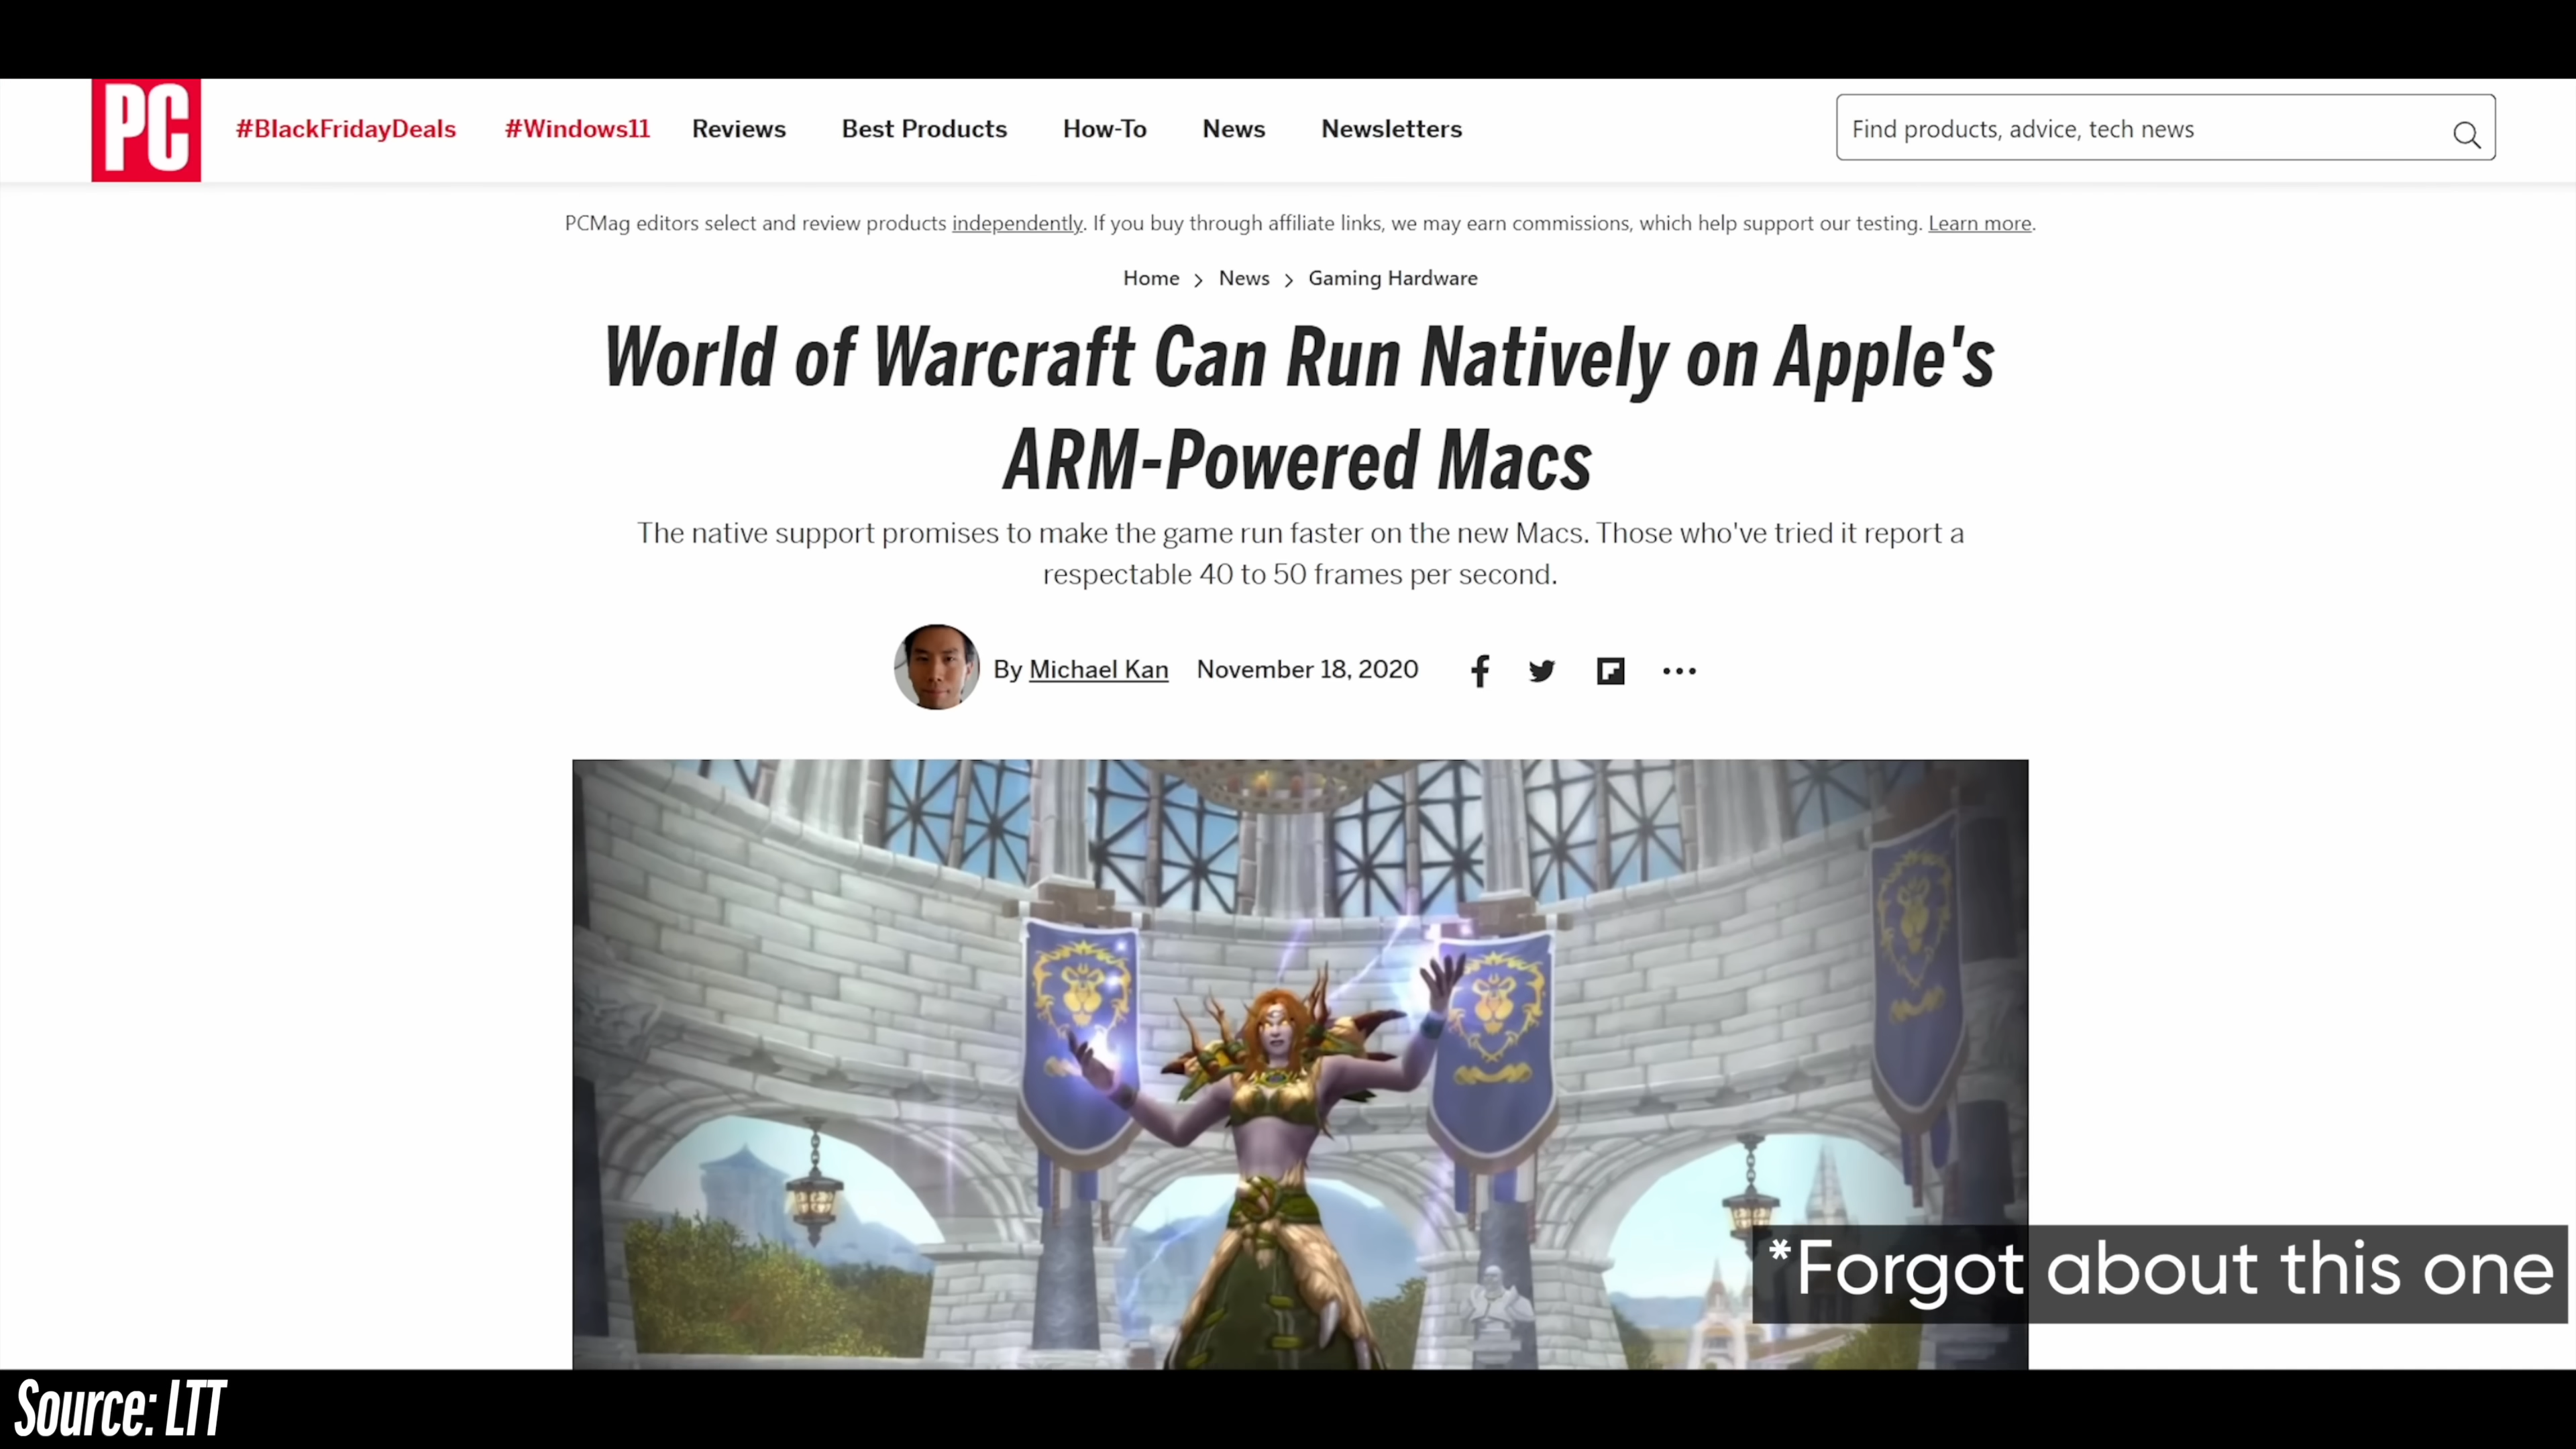 PC
#BlackFridayDeals #Windows11 Reviews Best Products How-To News Newsletters Find products, advice, tech news
PCMag editors select and review products independently. If you buy through affiliate links, we may earn commissions, which help support our testing. Learn more.
Home > News > Gaming Hardware
World of Warcraft Can Run Natively on Apple's
ARM-Powered Macs
The native support promises to make the game run faster on the new Macs. Those who've tried it report a
respectable 40 to 50 frames per second.
By Michael Kan November 18, 2020
*Forgot about this one
Source: LTT